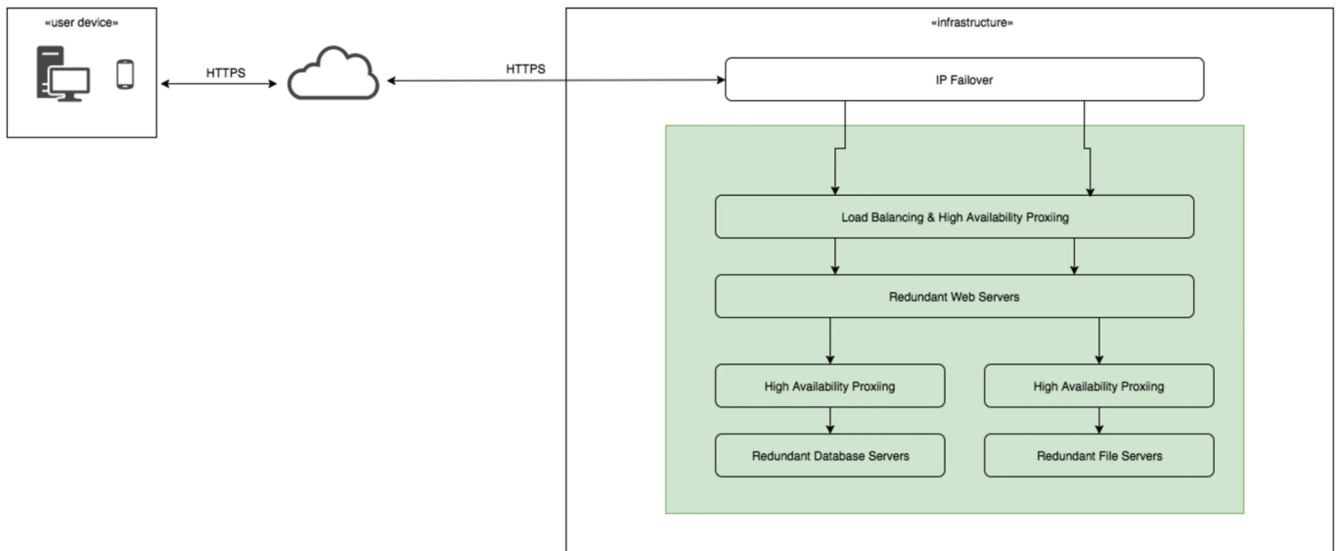 «user device»
«infrastructure»
HTTPS
HTTPS
IP Failover
Load Balancing & High Availability Proxiing
Redundant Web Servers
High Availability Proxiing
High Availability Proxiing
Redundant Database Servers
Redundant File Servers